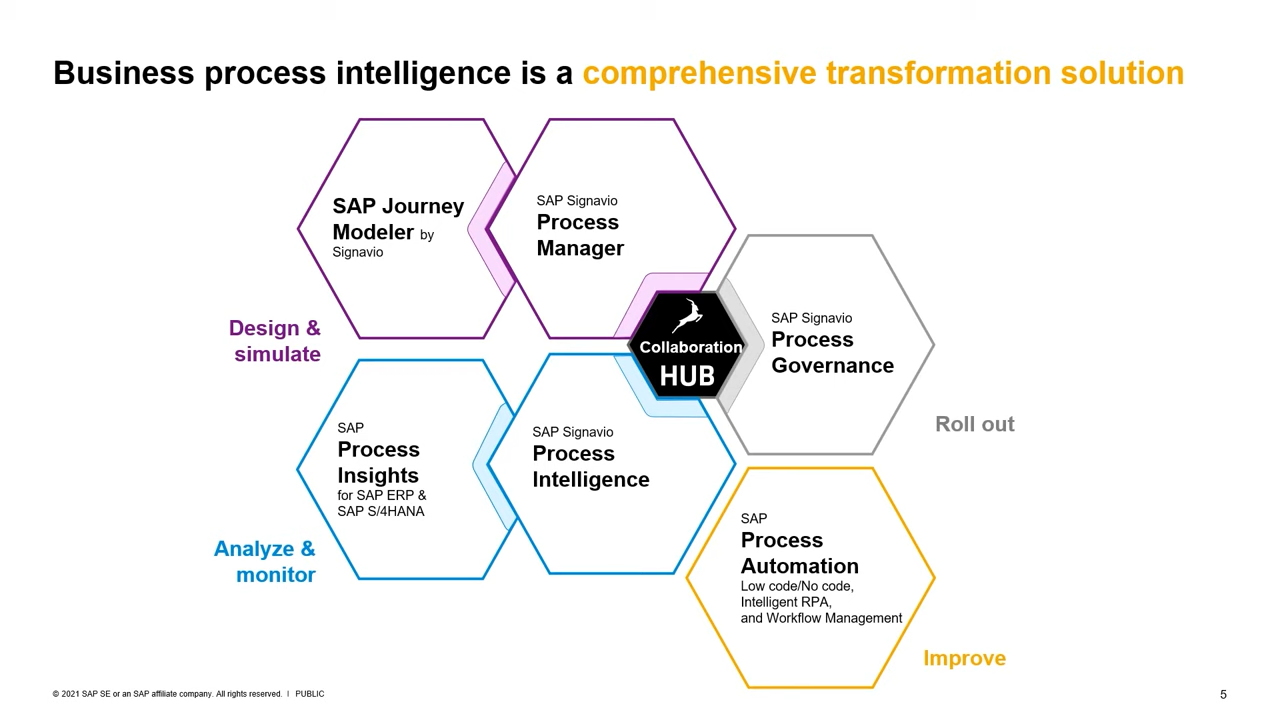 Business process intelligence is a comprehensive transformation solution
SAP Journey
Modeler by
Signavio
SAP Signavio
Process
Manager
Design &
simulate
Collaboration
HUB
SAP Signavio
Process
Governance
Roll out
SAP
Process
Insights
for SAP ERP &
SAP S/4HANA
SAP Signavio
Process
Intelligence
Analyze &
monitor
SAP
Process
Automation
Low code/No code,
Intelligent RPA,
and Workflow Management
Improve
© 2021 SAP SE or an SAP affiliate company. All rights reserved. I PUBLIC
5